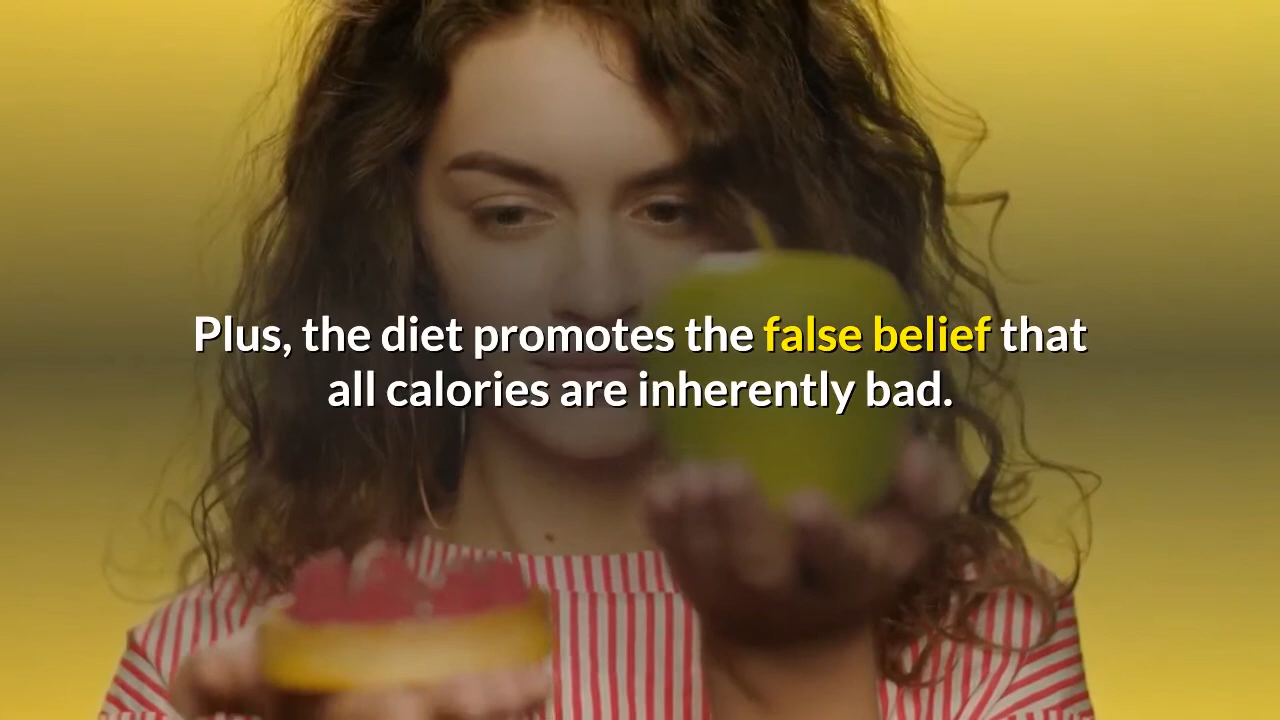 Plus, the diet promotes the false belief that
all calories are inherently bad.